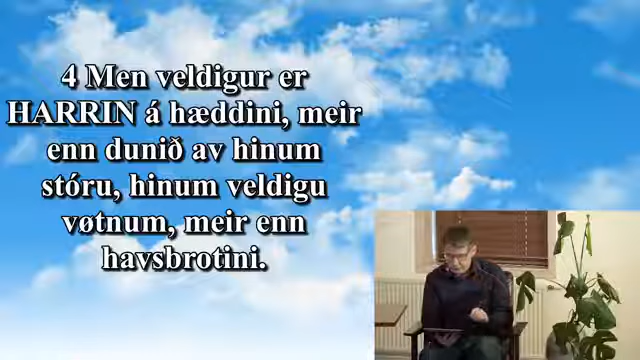 4 Men veldigur er
HARRIN á hæddini, meir
enn dunið av hinum
stóru, hinum veldigu
vøtnum, meir enn
havsbrotini.